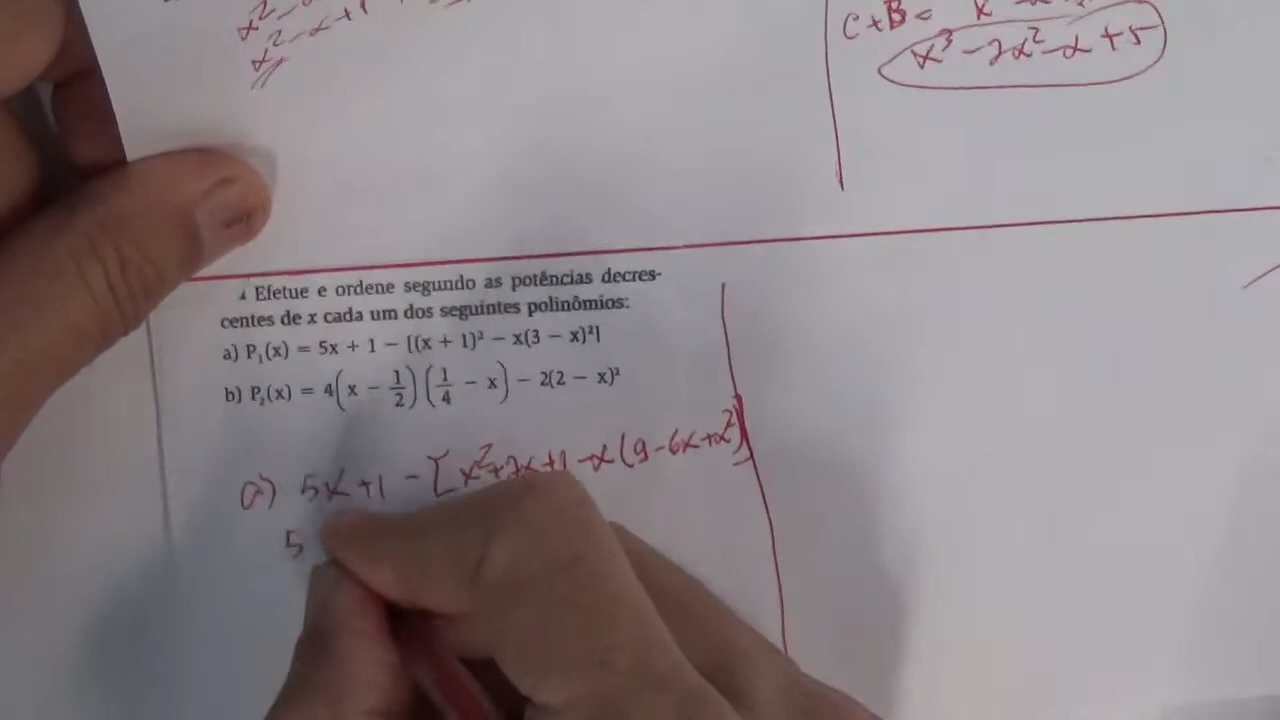 x² - x + 1
C + B =
x³ - 2x² - x + 5
4 Efetue e ordene segundo as potências decres-
centes de x cada um dos seguintes polinômios:
a) P₁(x) = 5x + 1 − [(x + 1)² − x(3 − x)²]
b) P₂(x) = 4(x − 1/2)(1/4 − x) − 2(2 − x)²
a) 5x + 1 - [x² + 2x + 1 - x(9 - 6x + x²)]
5